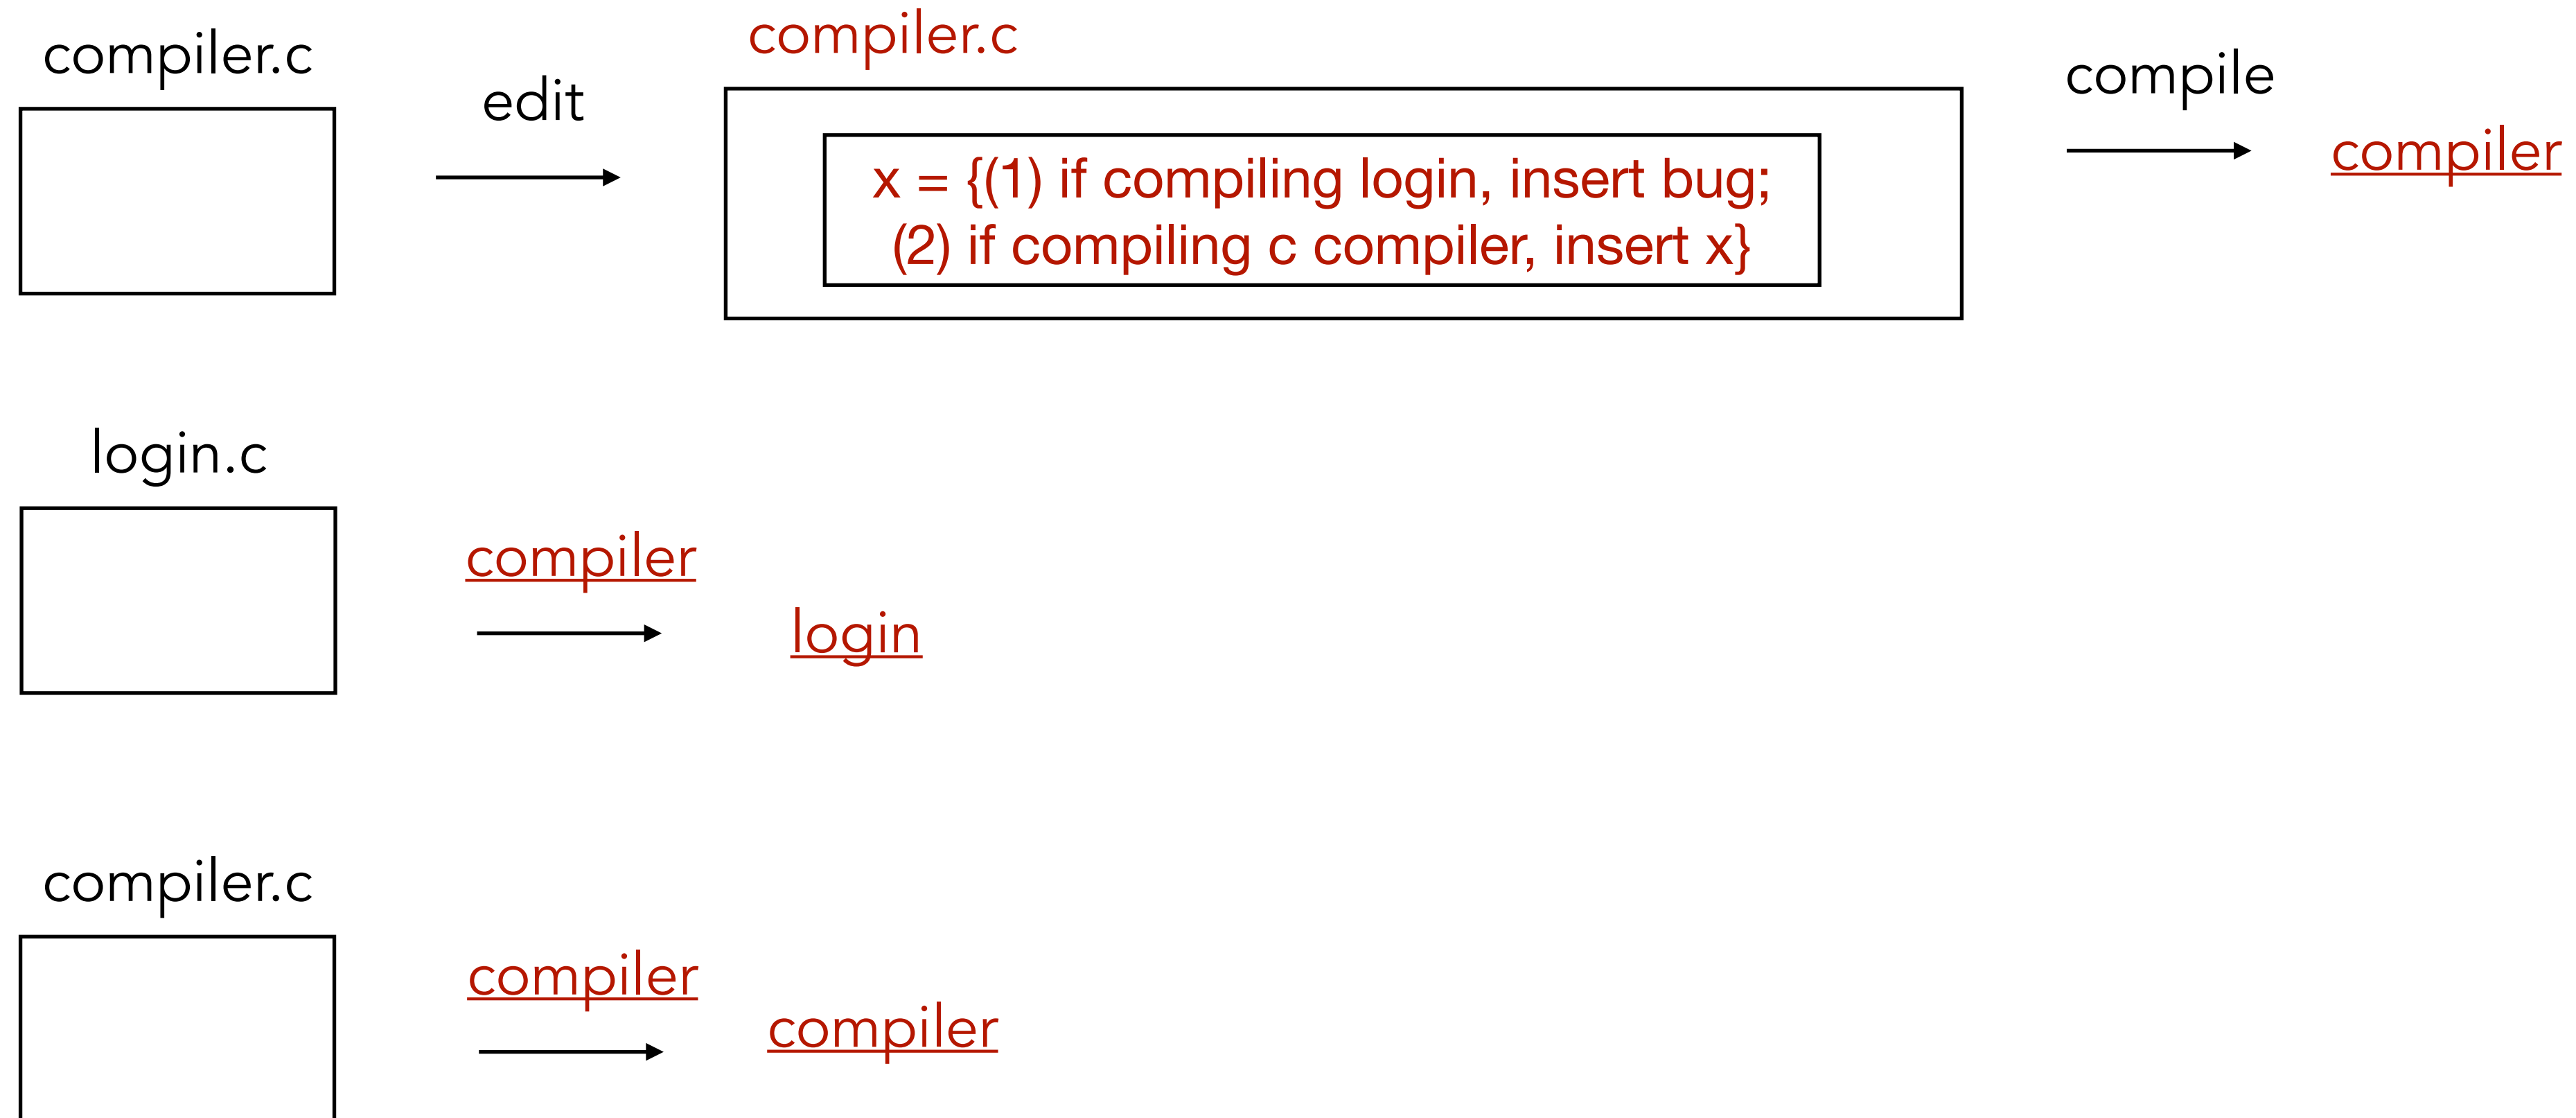 compiler.c
edit
compiler.c
x = {(1) if compiling login, insert bug;
(2) if compiling c compiler, insert x}
compile
compiler
login.c
compiler
login
compiler.c
compiler
compiler